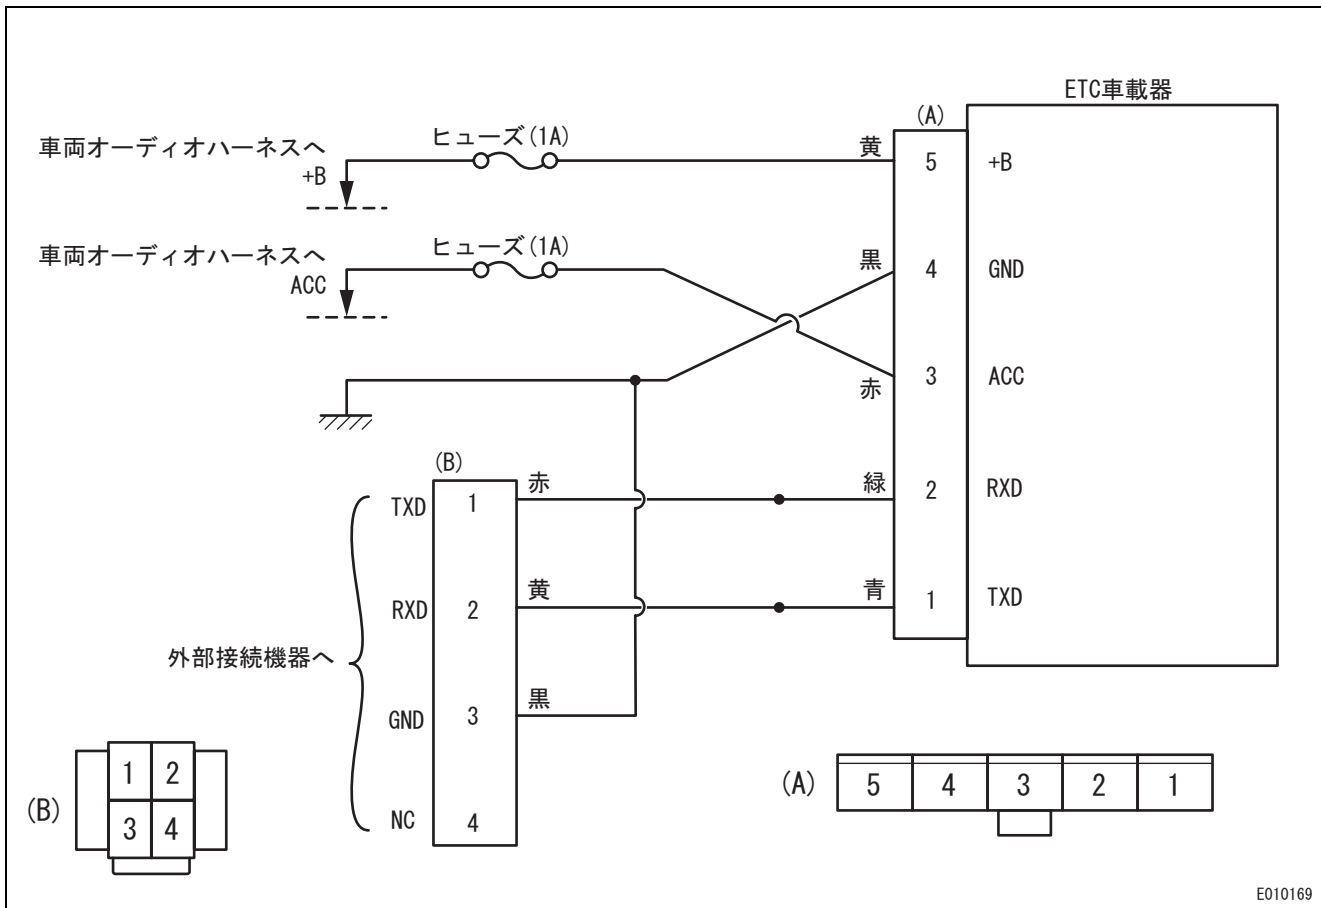 ETC車載器
(A)
車両オーディオハーネスへ
ヒューズ(1A)
黄
5
+B
+B
車両オーディオハーネスへ
ヒューズ(1A)
黒
4
GND
ACC
赤
3
ACC
(B)
TXD
1
赤
緑
2
RXD
RXD
2
黄
青
1
TXD
外部接続機器へ
GND
3
黒
NC
4
(B)
1 2
3 4
(A)
5 4 3 2 1
E010169